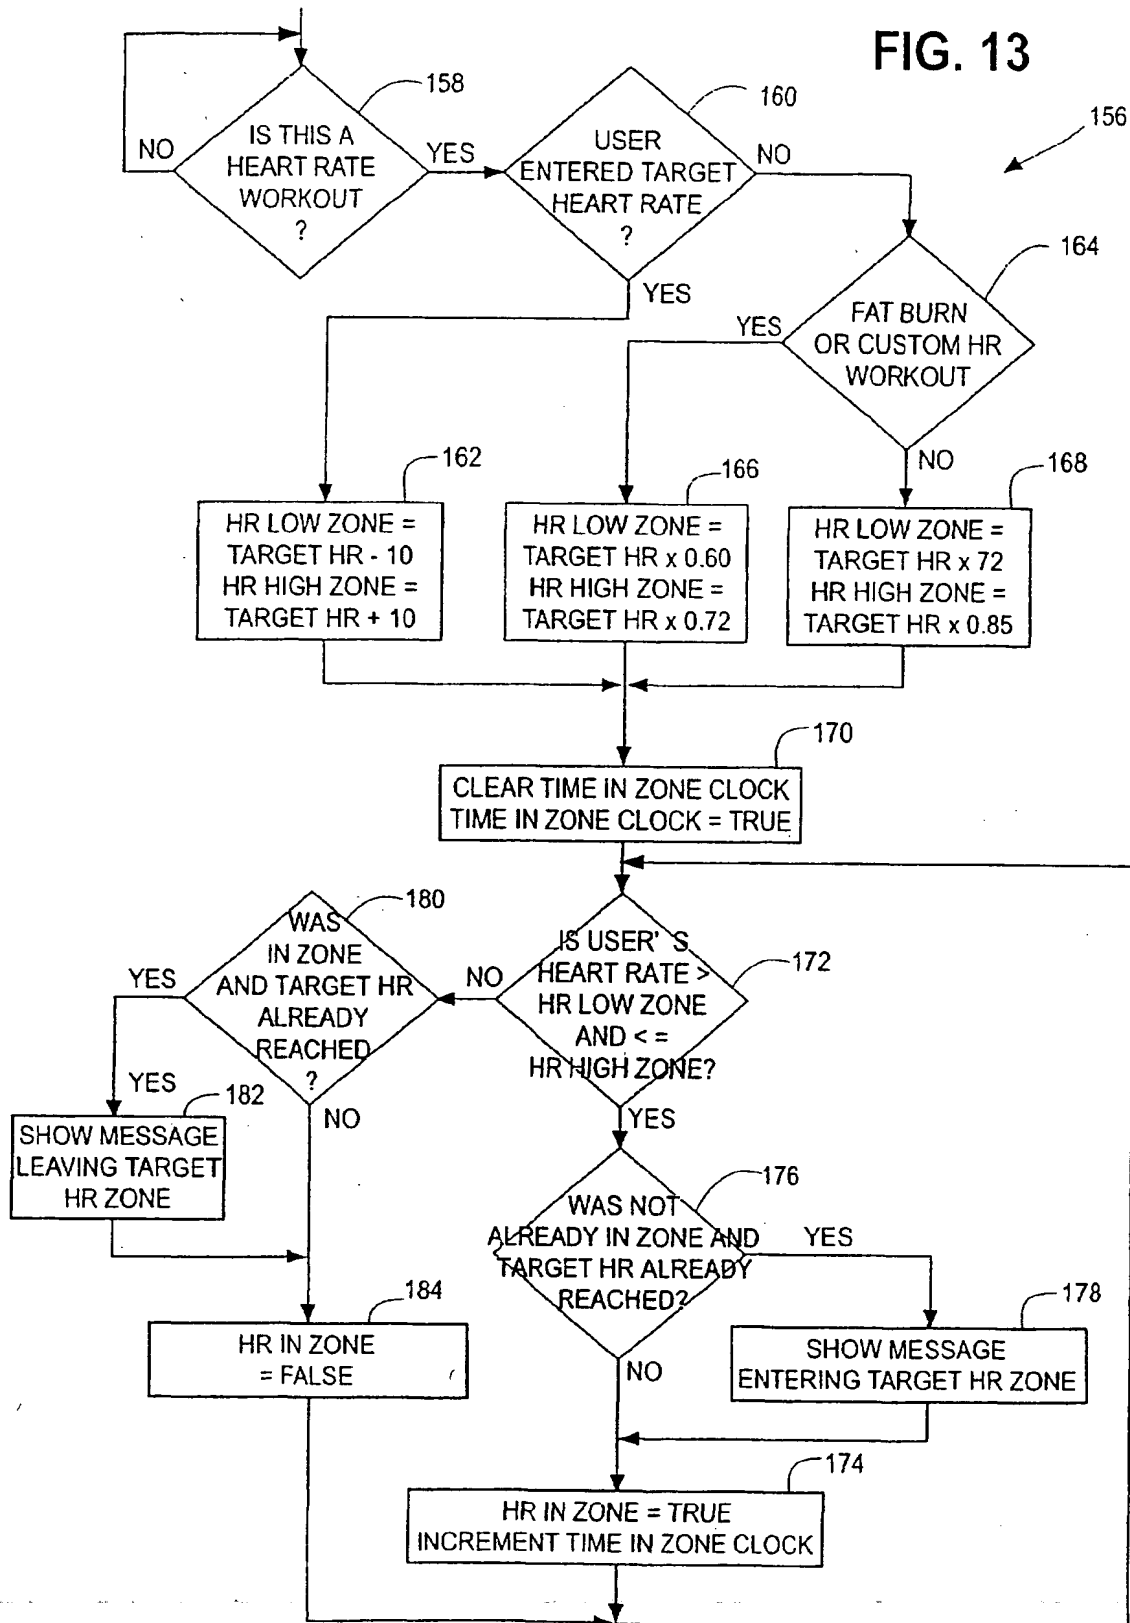 FIG. 13
156
158
IS THIS A
HEART RATE
WORKOUT
?
NO
YES
160
USER
ENTERED TARGET
HEART RATE
?
NO
YES
164
FAT BURN
OR CUSTOM HR
WORKOUT
YES
NO
162
HR LOW ZONE =
TARGET HR - 10
HR HIGH ZONE =
TARGET HR + 10
166
HR LOW ZONE =
TARGET HR x 0.60
HR HIGH ZONE =
TARGET HR x 0.72
168
HR LOW ZONE =
TARGET HR x 72
HR HIGH ZONE =
TARGET HR x 0.85
170
CLEAR TIME IN ZONE CLOCK
TIME IN ZONE CLOCK = TRUE
172
IS USER' S
HEART RATE >
HR LOW ZONE
AND < =
HR HIGH ZONE?
NO
YES
180
WAS
IN ZONE
AND TARGET HR
ALREADY
REACHED
?
YES
YES
NO
182
SHOW MESSAGE
LEAVING TARGET
HR ZONE
176
WAS NOT
ALREADY IN ZONE AND
TARGET HR ALREADY
REACHED?
YES
NO
178
SHOW MESSAGE
ENTERING TARGET HR ZONE
184
HR IN ZONE
= FALSE
174
HR IN ZONE = TRUE
INCREMENT TIME IN ZONE CLOCK